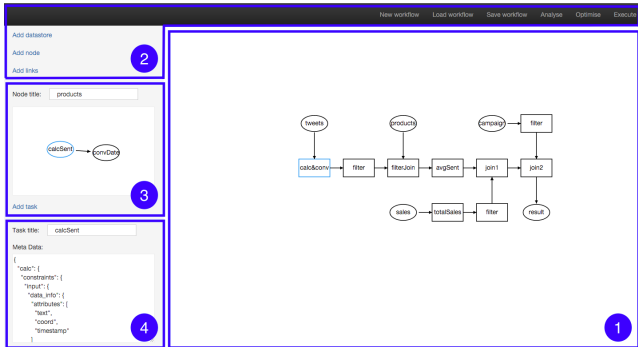 New workflow Load workflow Save workflow Analyse Optimise Execute
Add datastore
Add node
Add links
2
Node title: products
calcSent
convDate
3
Add task
Task title: calcSent
Meta Data:
{
"calc": {
"constraints": {
"input": {
"data_info": {
"attributes": {
"text",
"coord",
"timestamp"
}
4
tweets products campaign filter
calc&conv filter filterJoin avgSent join1 join2
sales totalSales filter result
1